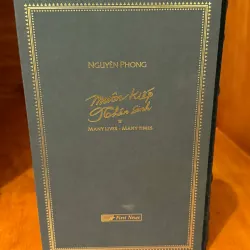 NGUYÊN PHONG
Muôn Kiếp
Nhân Sinh
MANY LIVES - MANY TIMES
First News